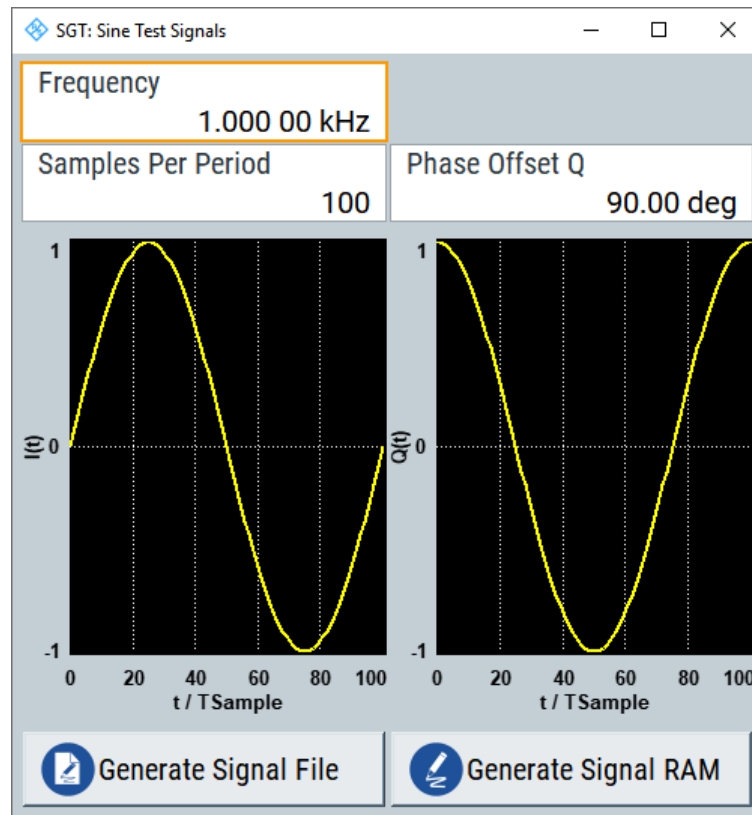 SGT: Sine Test Signals
Frequency
1.000 00 kHz
Samples Per Period
100
Phase Offset Q
90.00 deg
1
I(t) 0
-1
0 20 40 60 80 100
t / TSample
1
Q(t) 0
-1
0 20 40 60 80 100
t / TSample
Generate Signal File
Generate Signal RAM